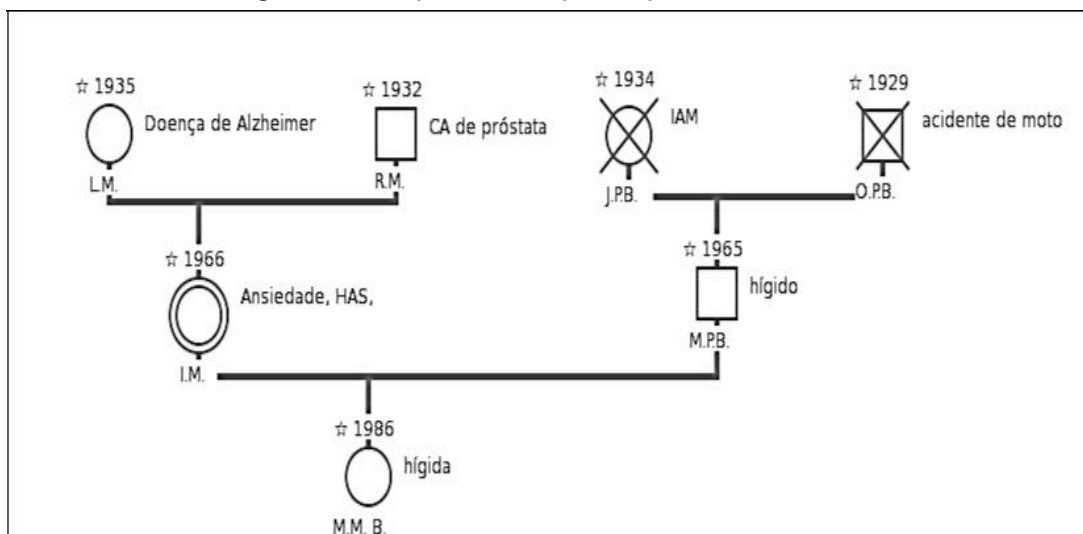 ☆ 1935
Doença de Alzheimer
L.M.
☆ 1932
CA de próstata
R.M.
☆ 1934
IAM
J.P.B.
☆ 1929
acidente de moto
O.P.B.
☆ 1966
Ansiedade, HAS,
I.M.
☆ 1965
hígido
M.P.B.
☆ 1986
hígida
M.M. B.